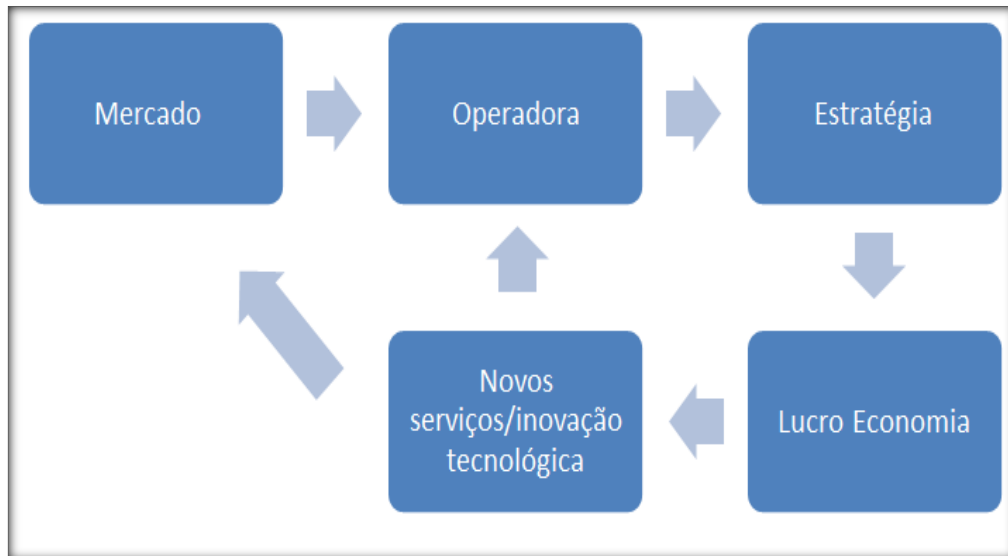 Mercado
Operadora
Estratégia
Novos
serviços/inovação
tecnológica
Lucro Economia